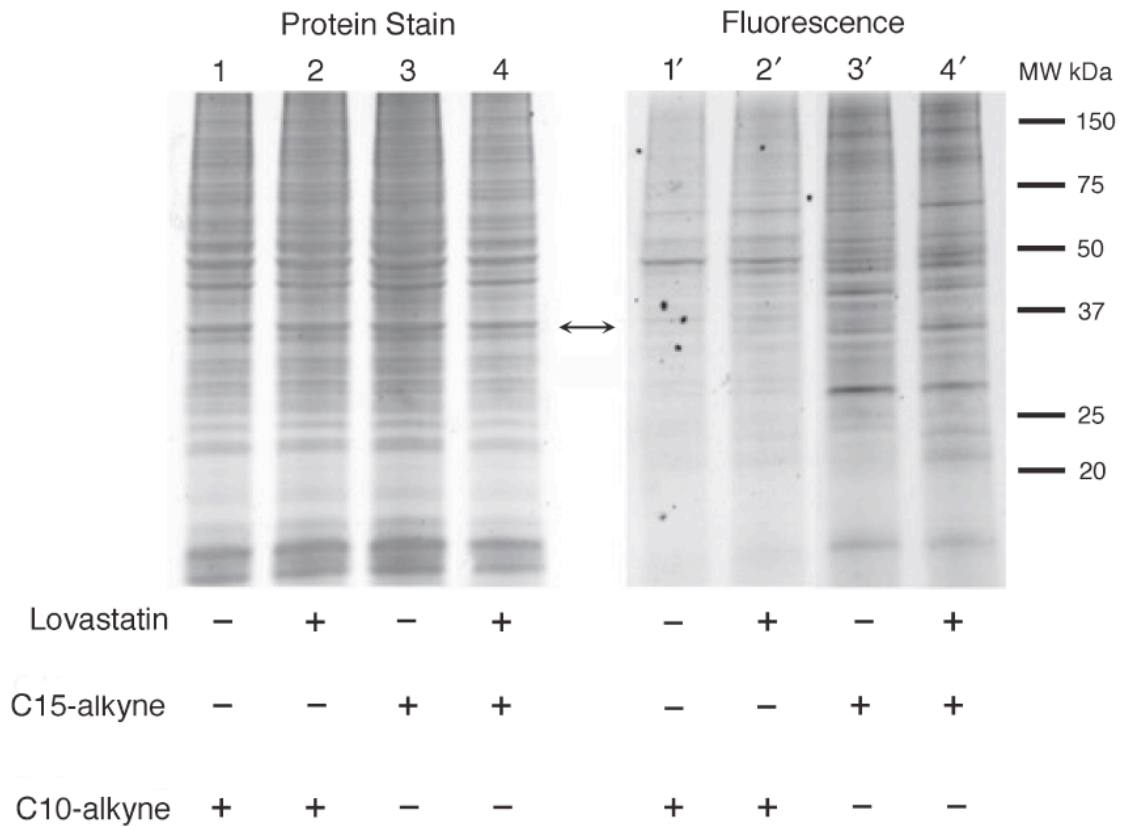 Protein Stain Fluorescence
1 2 3 4 1′ 2′ 3′ 4′ MW kDa
150
75
50
37
25
20
Lovastatin – + – + – + – +
C15-alkyne – – + + – – + +
C10-alkyne + + – – + + – –